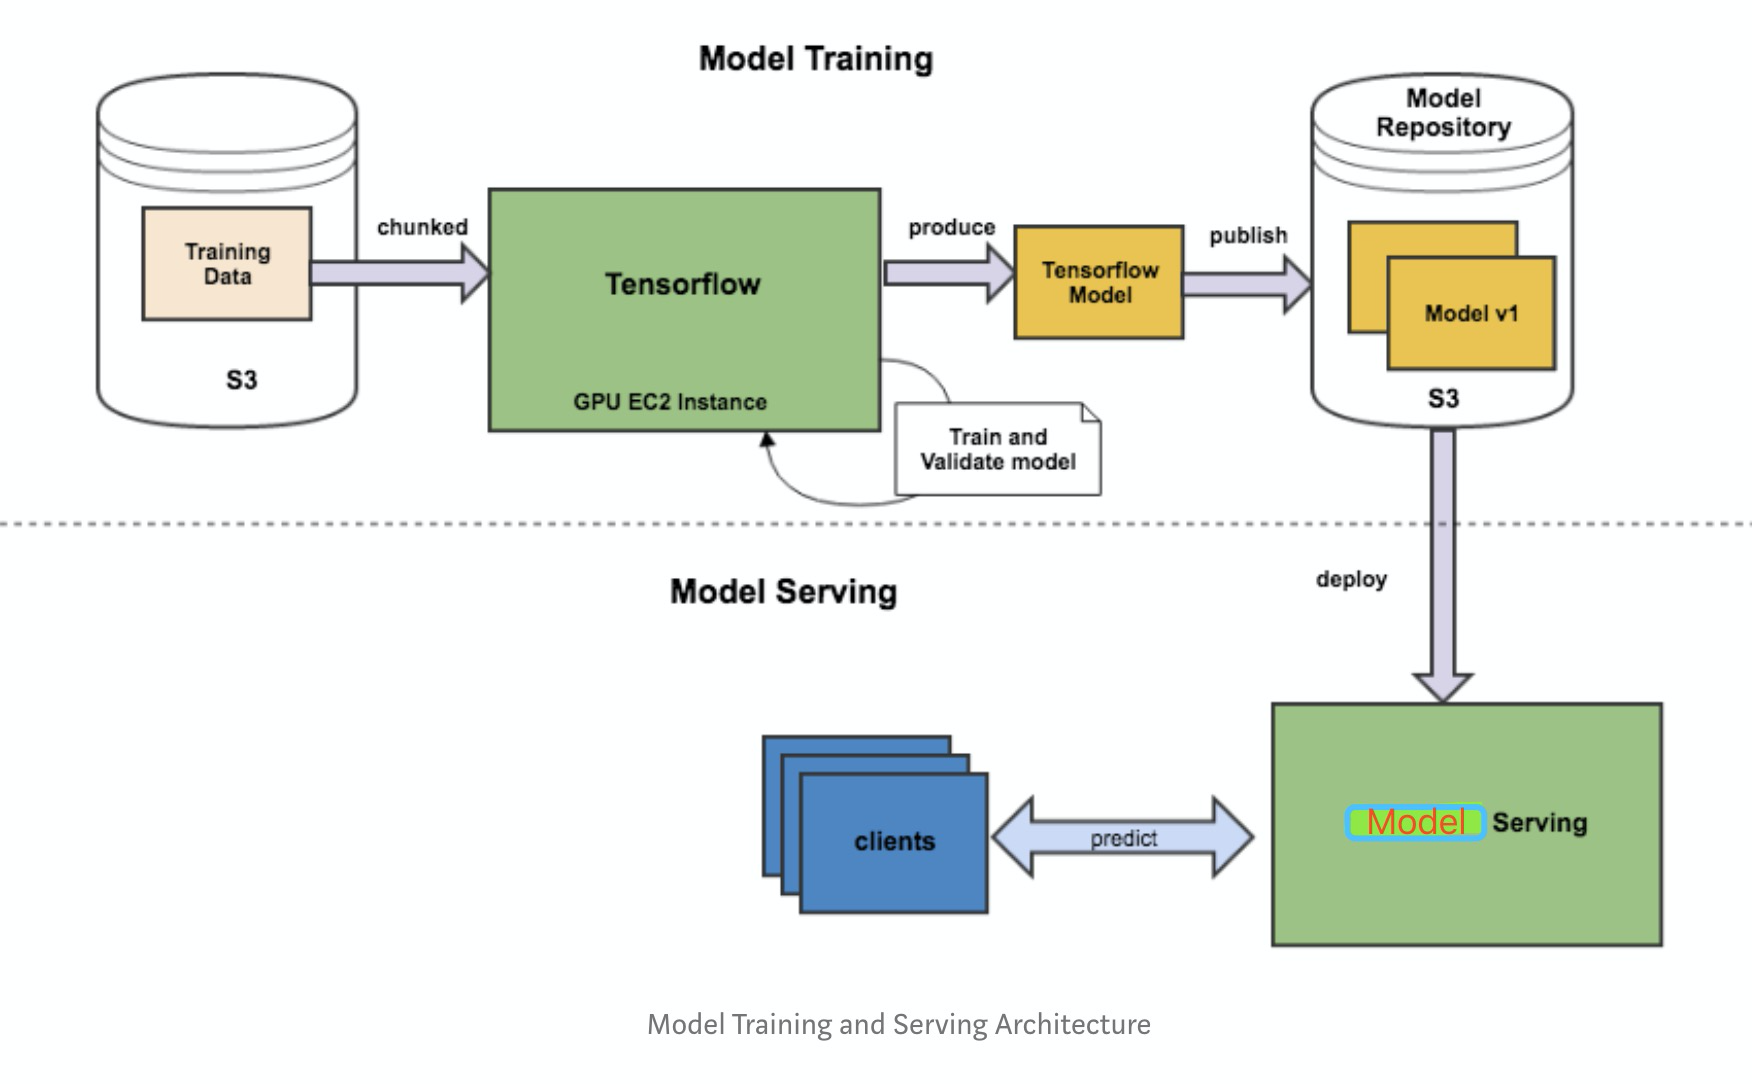 Model Training
Model
Repository
Training
Data
S3
chunked
Tensorflow
GPU EC2 Instance
produce
Tensorflow
Model
publish
Model v1
S3
Train and
Validate model
Model Serving
deploy
clients
predict
Model Serving
Model Training and Serving Architecture